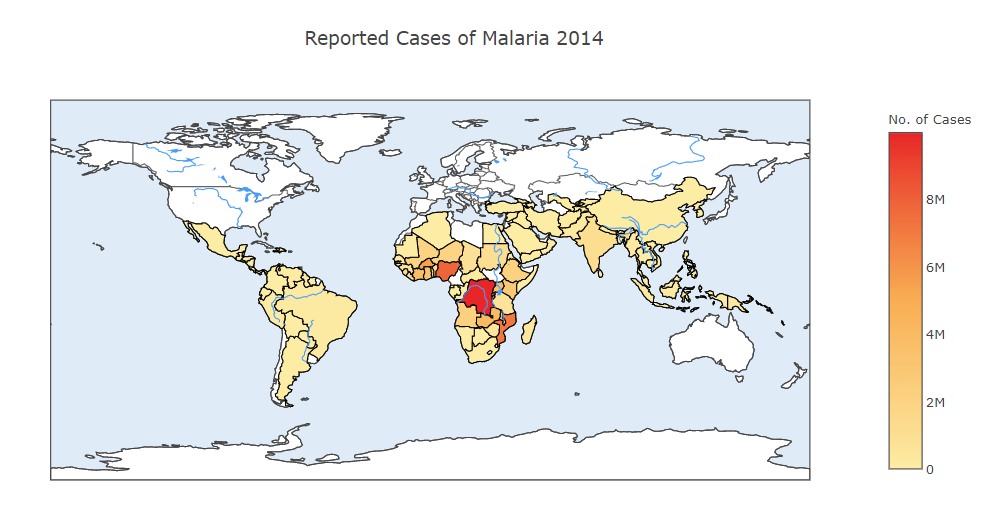 Reported Cases of Malaria 2014
No. of Cases
8M
6M
4M
2M
0